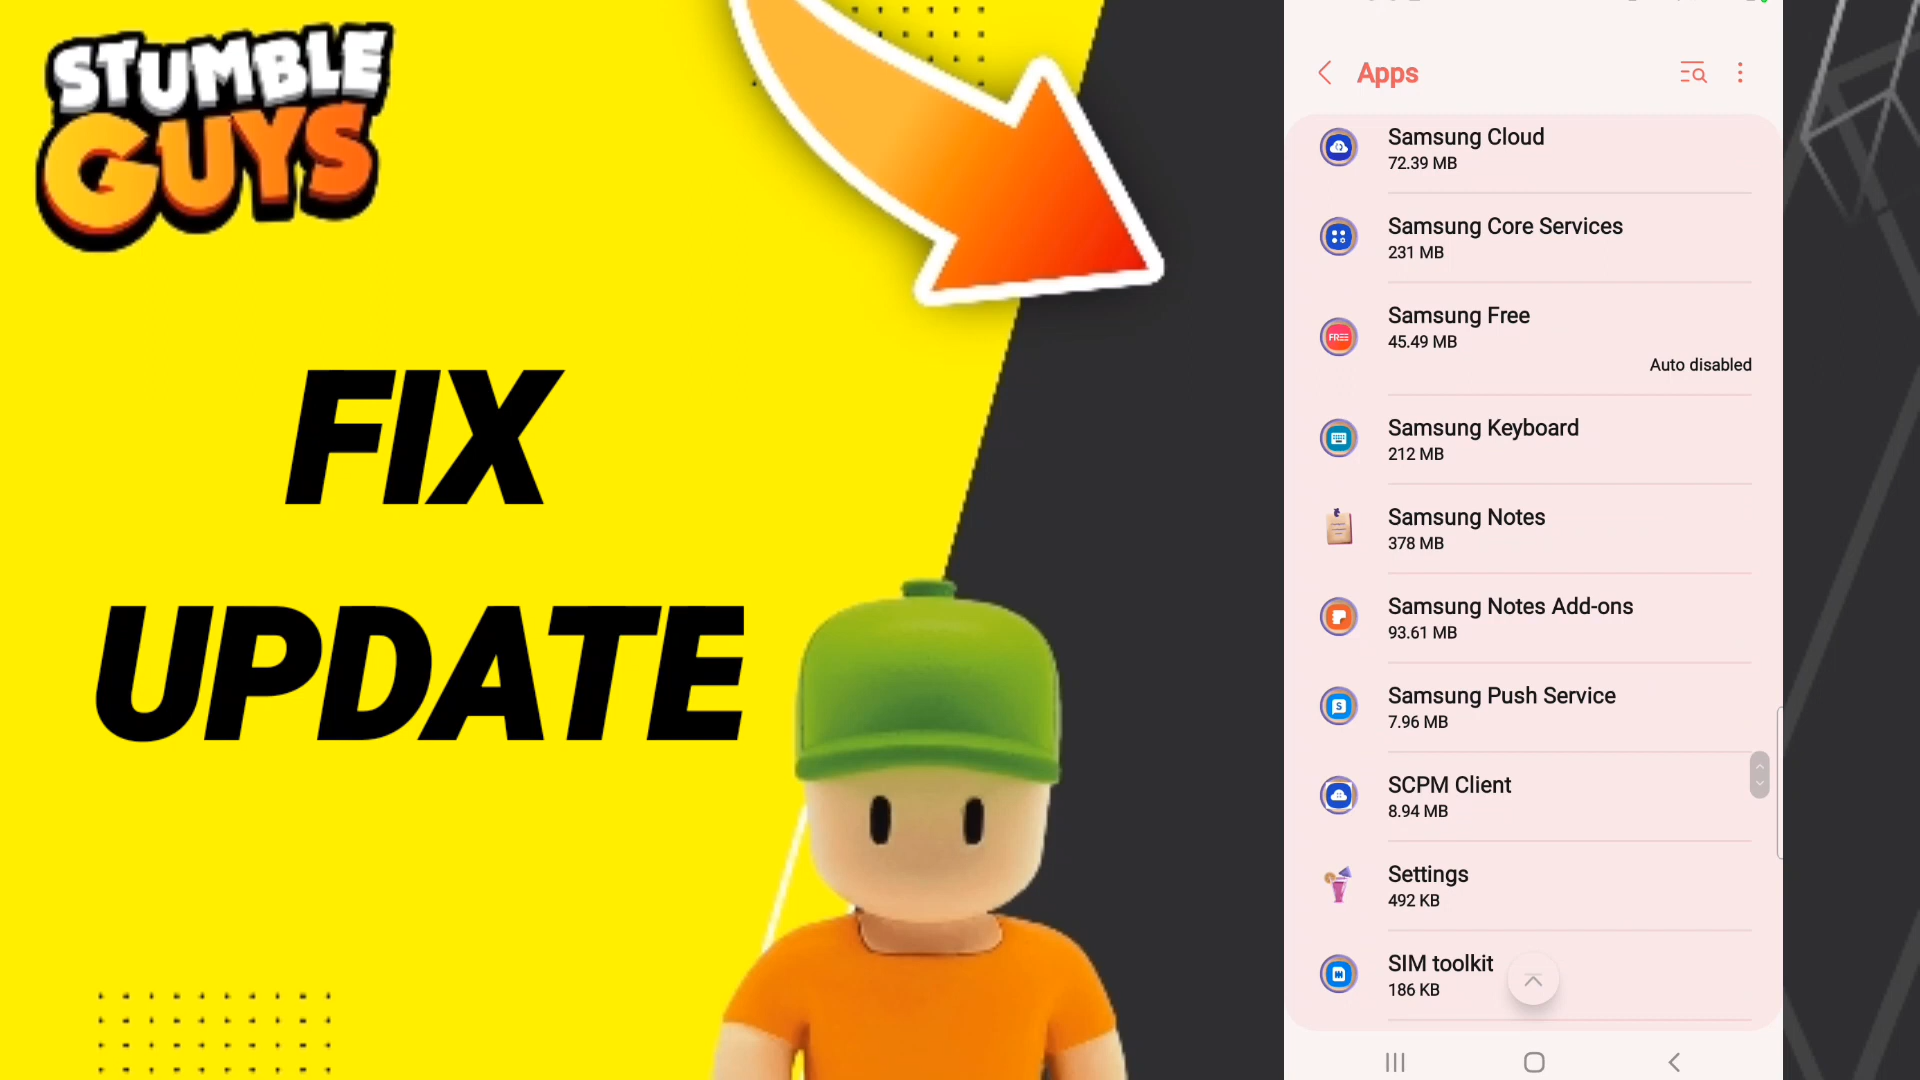 STUMBLE
GUYS
FIX
UPDATE
Apps
Samsung Cloud
72.39 MB
Samsung Core Services
231 MB
FREE
Samsung Free
45.49 MB
Auto disabled
Samsung Keyboard
212 MB
Samsung Notes
378 MB
Samsung Notes Add-ons
93.61 MB
S
Samsung Push Service
7.96 MB
SCPM Client
8.94 MB
Settings
492 KB
SIM toolkit
186 KB